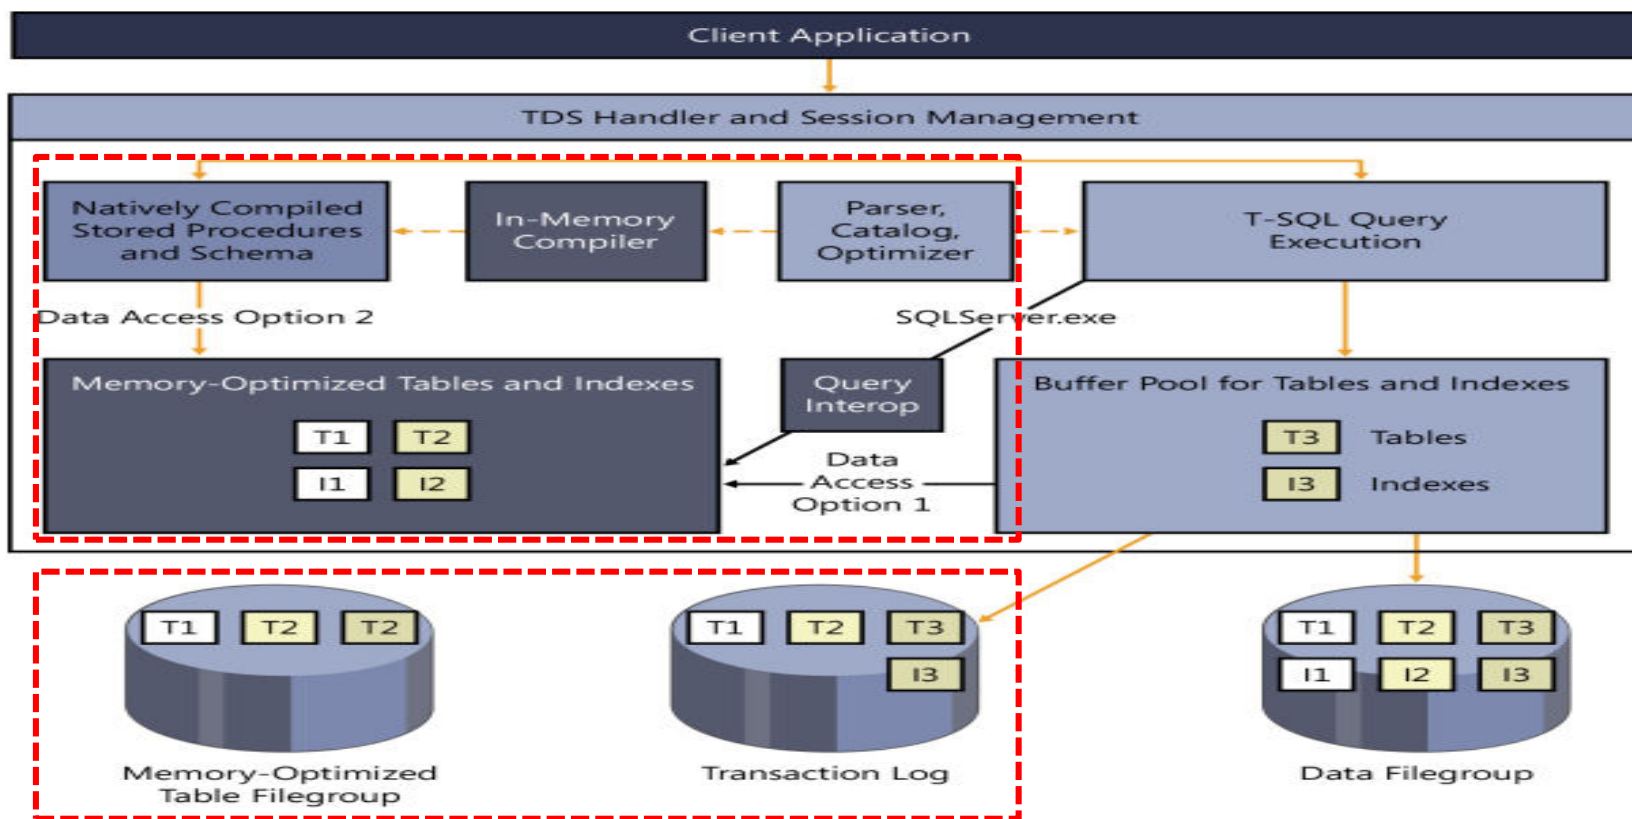 Client Application
TDS Handler and Session Management
Natively Compiled
Stored Procedures
and Schema
In-Memory
Compiler
Parser,
Catalog,
Optimizer
T-SQL Query
Execution
Data Access Option 2
SQLServer.exe
Memory-Optimized Tables and Indexes
T1 T2
I1 I2
Query
Interop
Data
Access
Option 1
Buffer Pool for Tables and Indexes
T3 Tables
I3 Indexes
T1 T2 T2
Memory-Optimized
Table Filegroup
T1 T2 T3
I3
Transaction Log
T1 T2 T3
I1 I2 I3
Data Filegroup